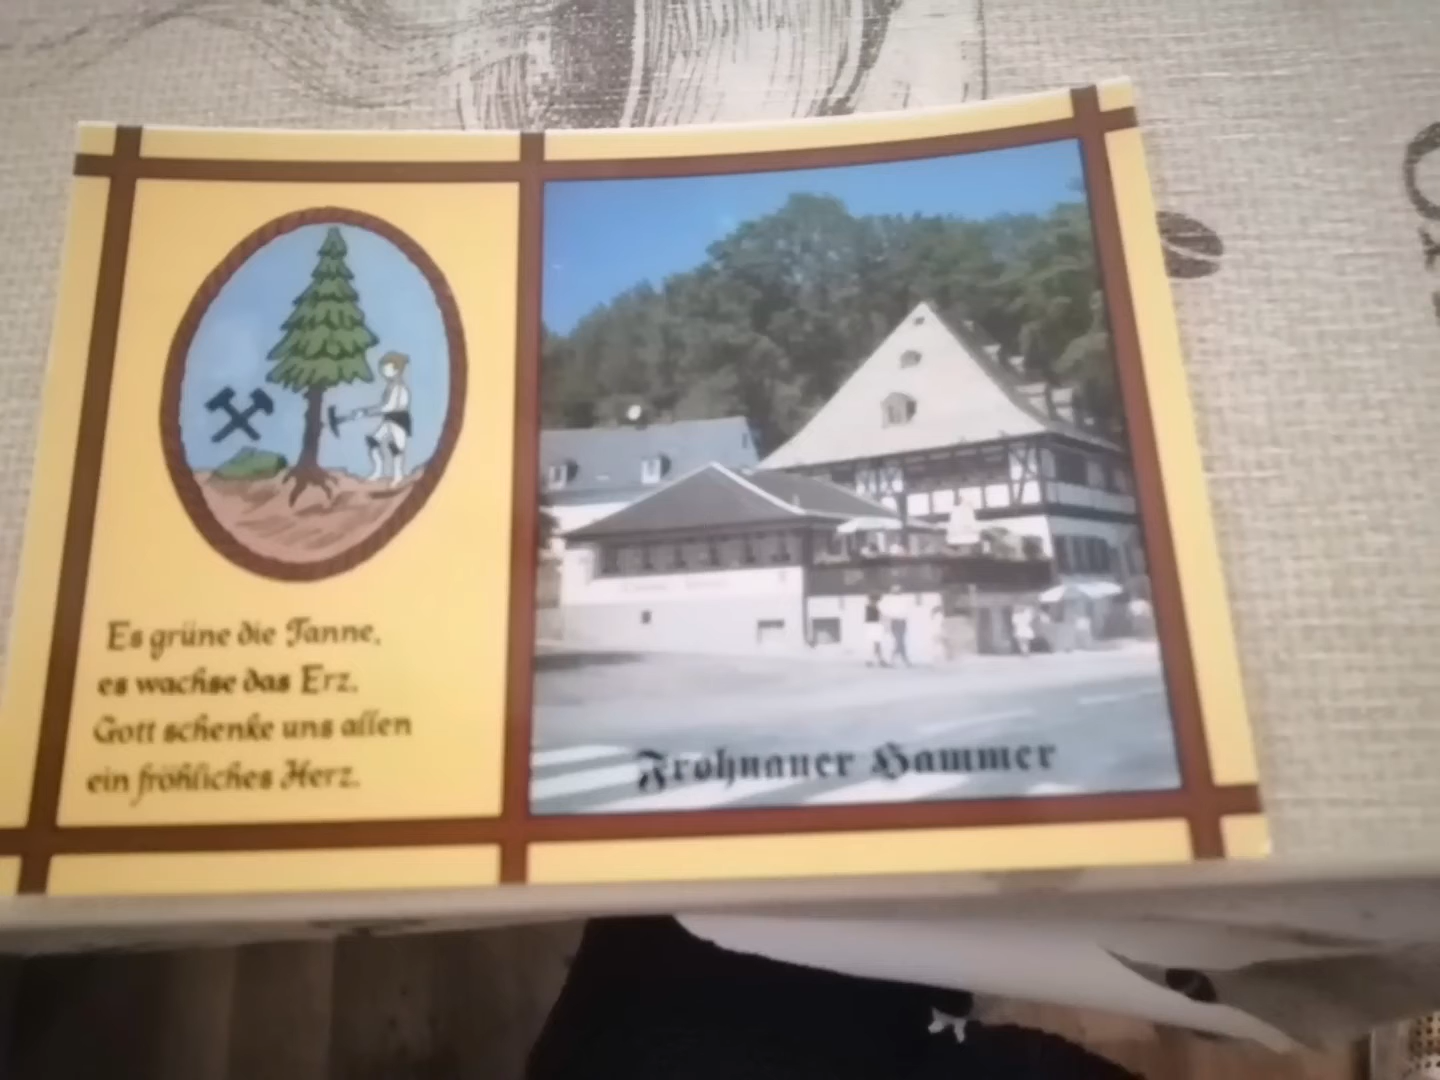 Es grüne die Tanne,
es wachse das Erz.
Gott schenke uns allen
ein fröhliches Herz.
Frohnauer Hammer